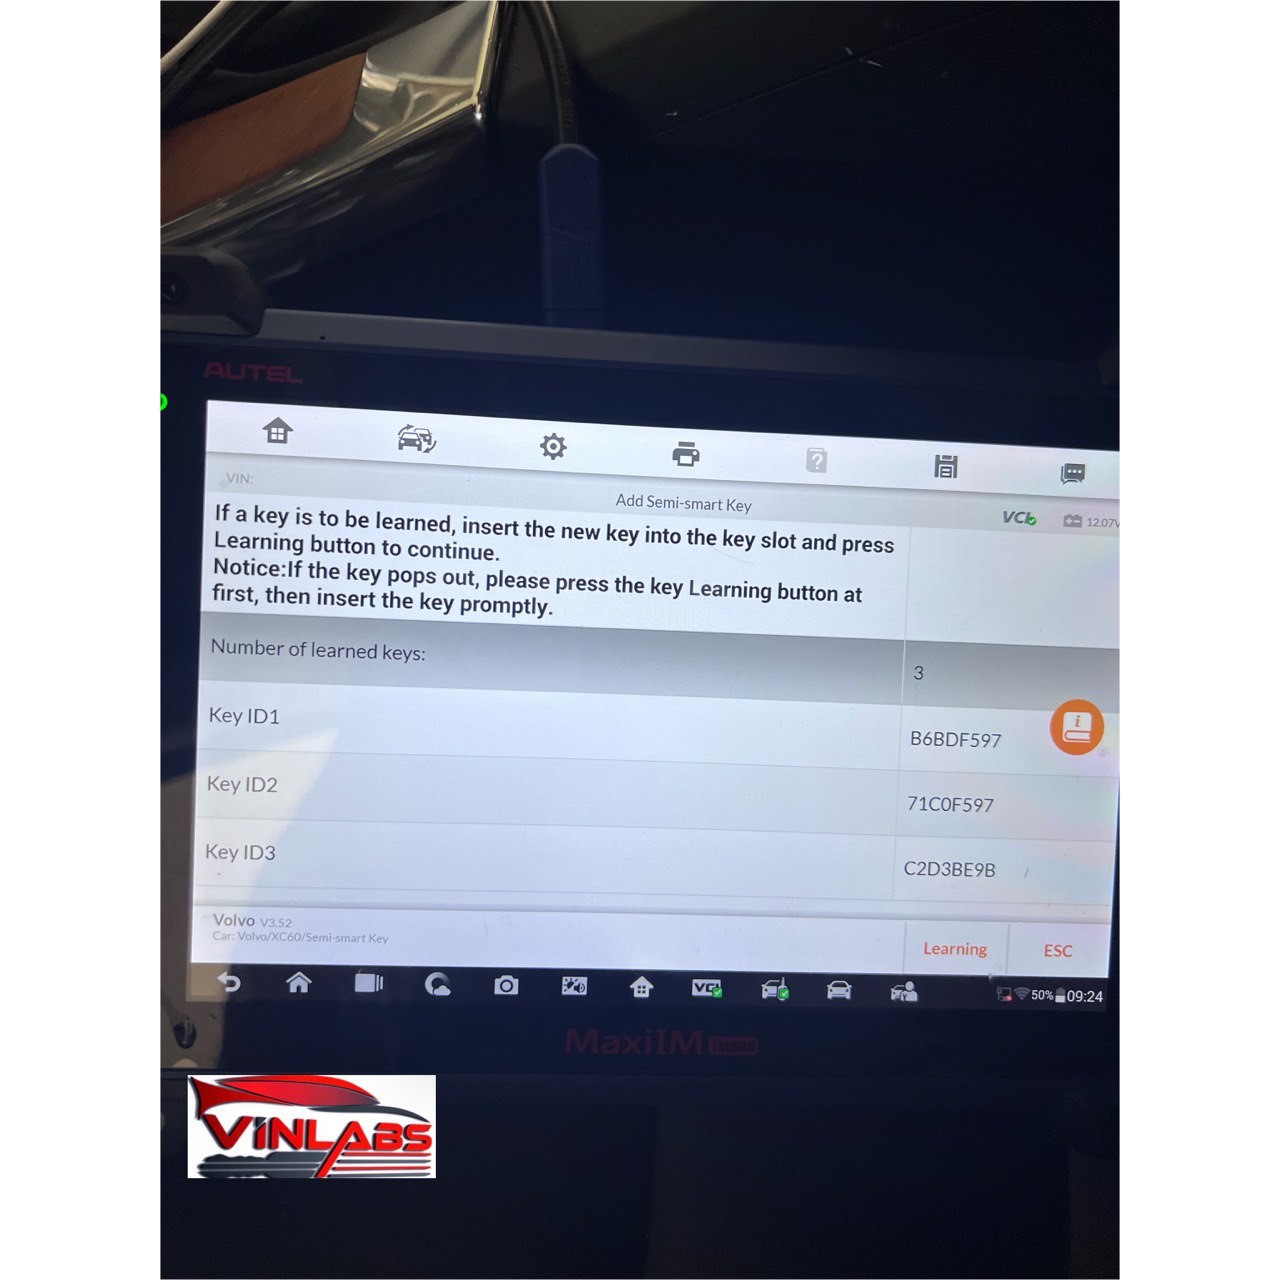 AUTEL
VIN:
Add Semi-smart Key
VCI
12.07V
If a key is to be learned, insert the new key into the key slot and press
Learning button to continue.
Notice:If the key pops out, please press the key Learning button at
first, then insert the key promptly.
Number of learned keys:
3
Key ID1
B6BDF597
Key ID2
71C0F597
Key ID3
C2D3BE9B
Volvo V3.52
Car: Volvo/XC60/Semi-smart Key
Learning
ESC
VCI
50%
09:24
MaxiIM
VINLABS